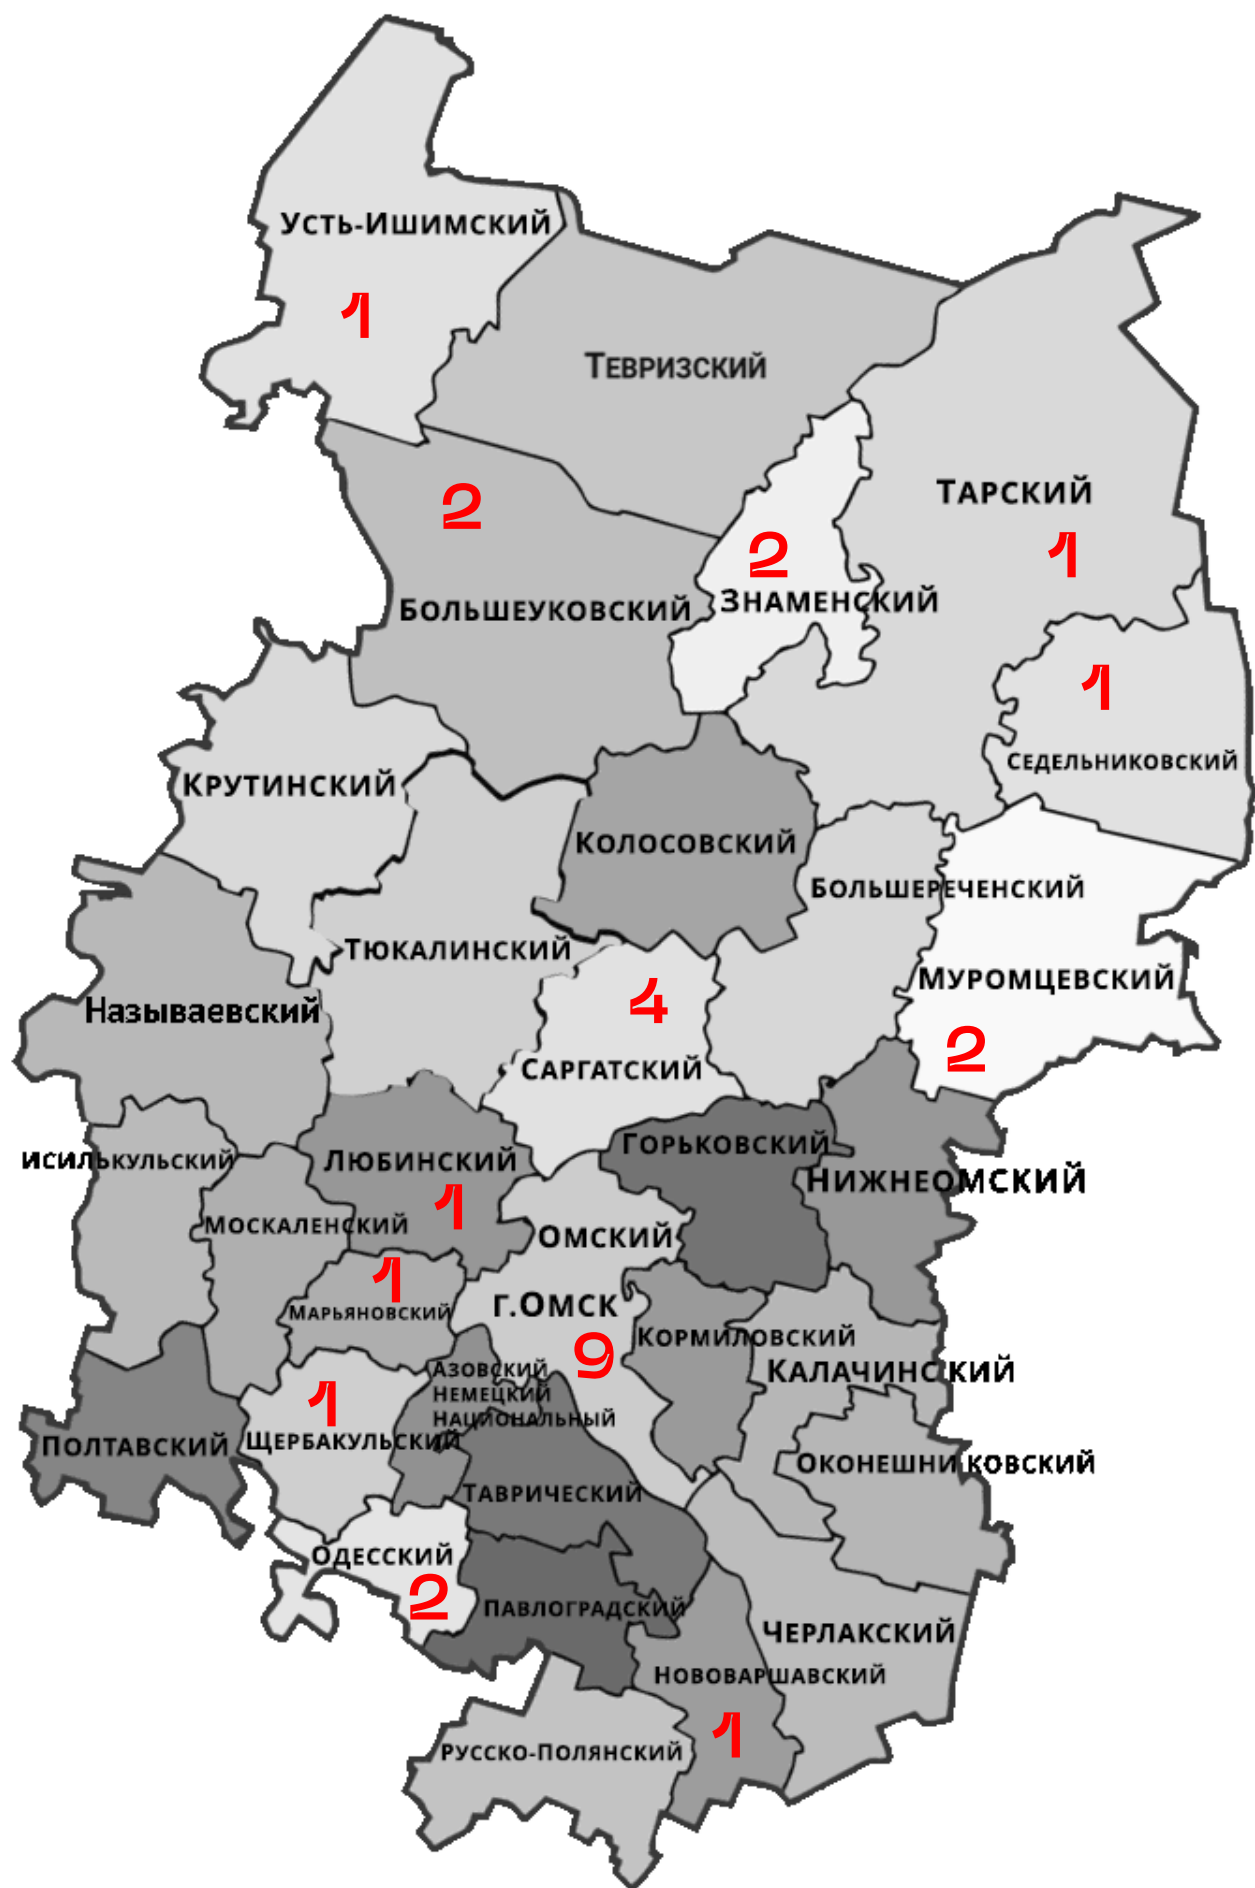 Усть-Ишимский
1
Тевризский
Тарский
1
2
Большеуковский
2
Знаменский
1
Седельниковский
Крутинский
Колосовский
Большереченский
Тюкалинский
Муромцевский
2
Называевский
4
Саргатский
Исилькульский
Любинский
1
Горьковский
Нижнеомский
Москаленский
Омский
1
Марьяновский
г.Омск
9
Кормиловский
Калачинский
Азовский
Немецкий
Национальный
1
Щербакульский
Полтавский
Оконешниковский
Таврический
Одесский
2
Павлоградский
Черлакский
Нововаршавский
1
Русско-Полянский